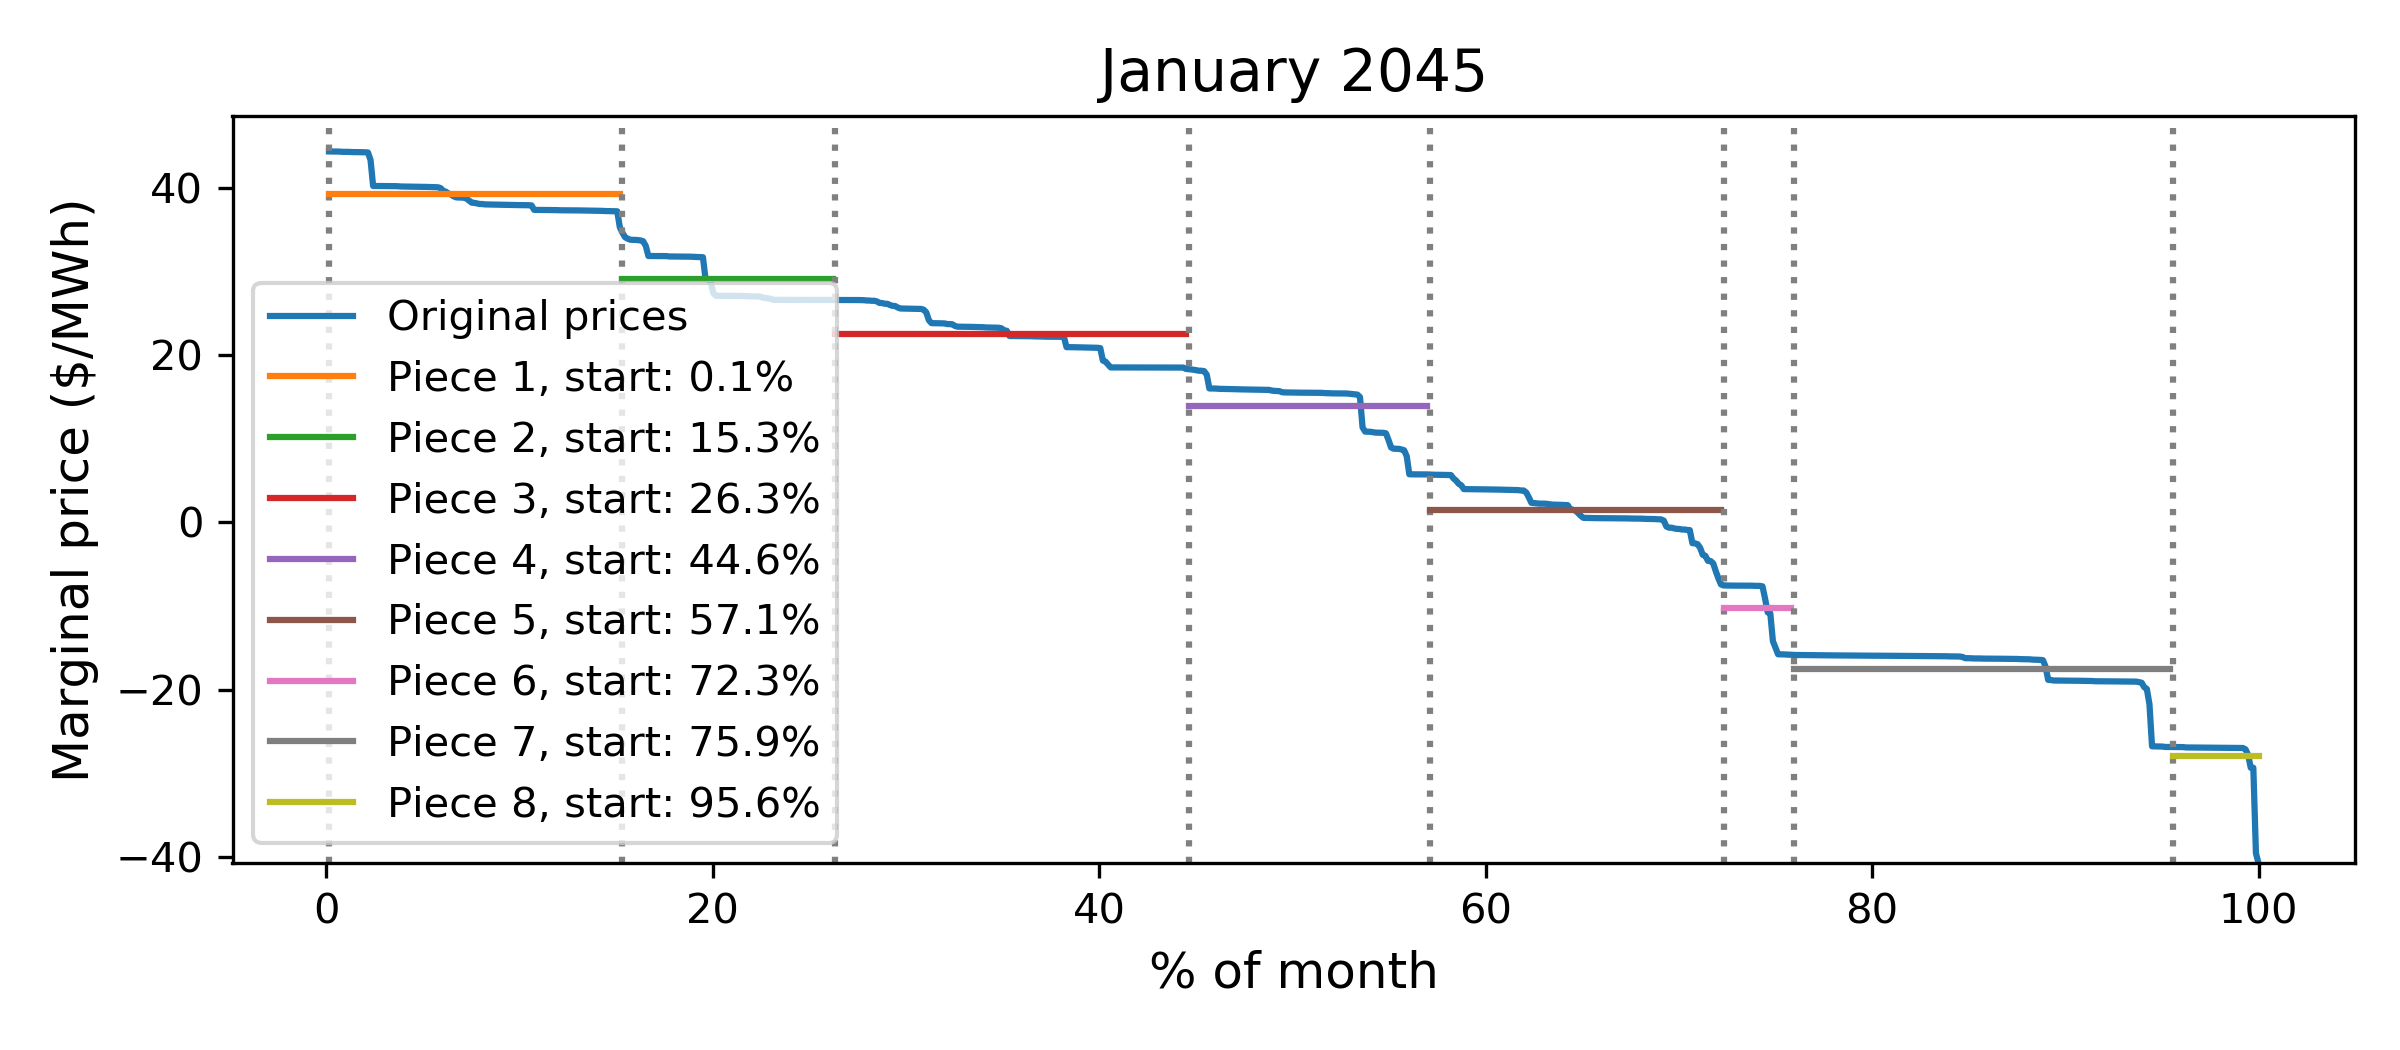 January 2045
Marginal price ($/MWh)
40
20
0
−20
−40
Original prices
Piece 1, start: 0.1%
Piece 2, start: 15.3%
Piece 3, start: 26.3%
Piece 4, start: 44.6%
Piece 5, start: 57.1%
Piece 6, start: 72.3%
Piece 7, start: 75.9%
Piece 8, start: 95.6%
0 20 40 60 80 100
% of month